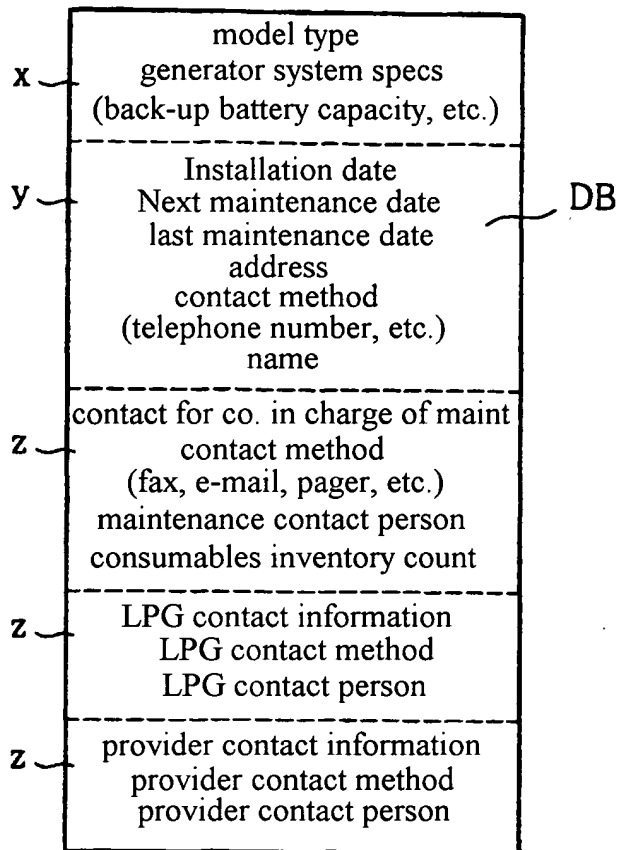 model type
x
generator system specs
(back-up battery capacity, etc.)
Installation date
y
Next maintenance date
DB
last maintenance date
address
contact method
(telephone number, etc.)
name
contact for co. in charge of maint
z
contact method
(fax, e-mail, pager, etc.)
maintenance contact person
consumables inventory count
z
LPG contact information
LPG contact method
LPG contact person
z
provider contact information
provider contact method
provider contact person